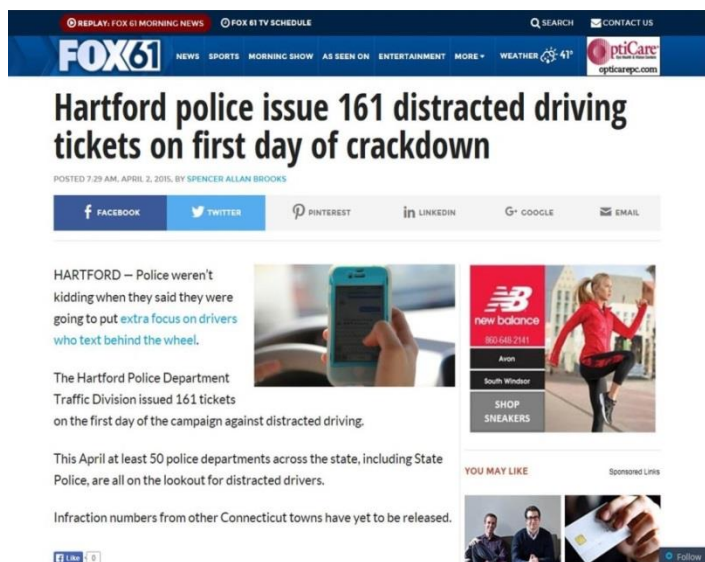 REPLAY: FOX 61 MORNING NEWS FOX 61 TV SCHEDULE SEARCH CONTACT US
FOX61 NEWS SPORTS MORNING SHOW AS SEEN ON ENTERTAINMENT MORE WEATHER 41° OptiCare
opticarepc.com
Hartford police issue 161 distracted driving
tickets on first day of crackdown
POSTED 7:29 AM, APRIL 2, 2015, BY SPENCER ALLAN BROOKS
FACEBOOK TWITTER PINTEREST LINKEDIN GOOGLE EMAIL
HARTFORD — Police weren't
kidding when they said they were
going to put extra focus on drivers
who text behind the wheel.
The Hartford Police Department
Traffic Division issued 161 tickets
on the first day of the campaign against distracted driving.
This April at least 50 police departments across the state, including State
Police, are all on the lookout for distracted drivers.
Infraction numbers from other Connecticut towns have yet to be released.
Like 0
new balance
860-648-2141
Avon
South Windsor
SHOP
SNEAKERS
YOU MAY LIKE Sponsored Links
Follow